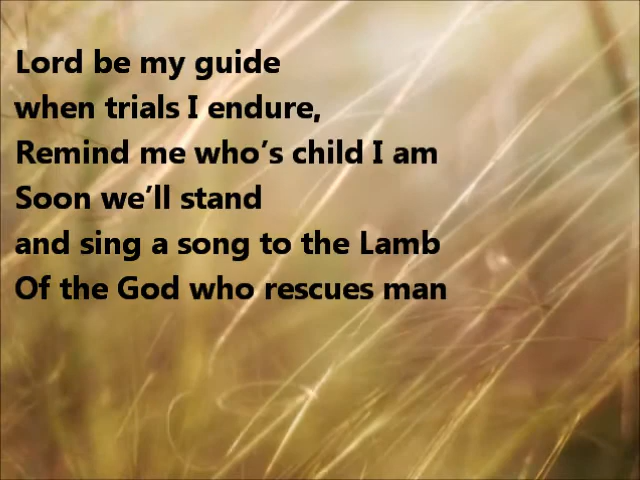 Lord be my guide
when trials I endure,
Remind me who’s child I am
Soon we’ll stand
and sing a song to the Lamb
Of the God who rescues man